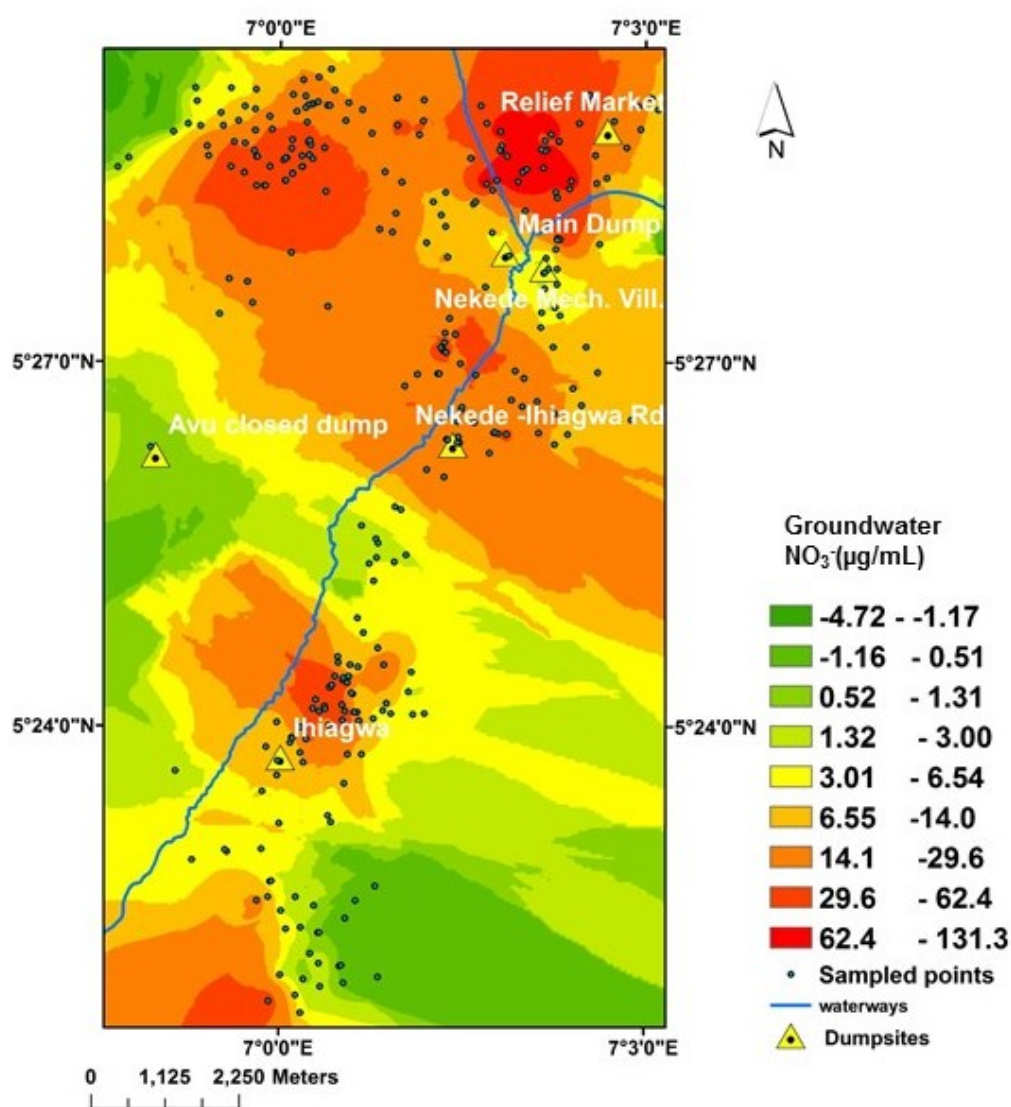 7°0'0"E
7°3'0"E
Relief Market
N
Main Dump
Nekede Mech. Vill.
5°27'0"N
5°27'0"N
Avu closed dump
Nekede -Ihiagwa Rd
Groundwater
NO₃⁻(µg/mL)
-4.72 - -1.17
-1.16 - 0.51
0.52 - 1.31
1.32 - 3.00
3.01 - 6.54
6.55 -14.0
14.1 -29.6
29.6 - 62.4
62.4 - 131.3
Sampled points
waterways
Dumpsites
5°24'0"N
5°24'0"N
Ihiagwa
7°0'0"E
7°3'0"E
0 1,125 2,250 Meters